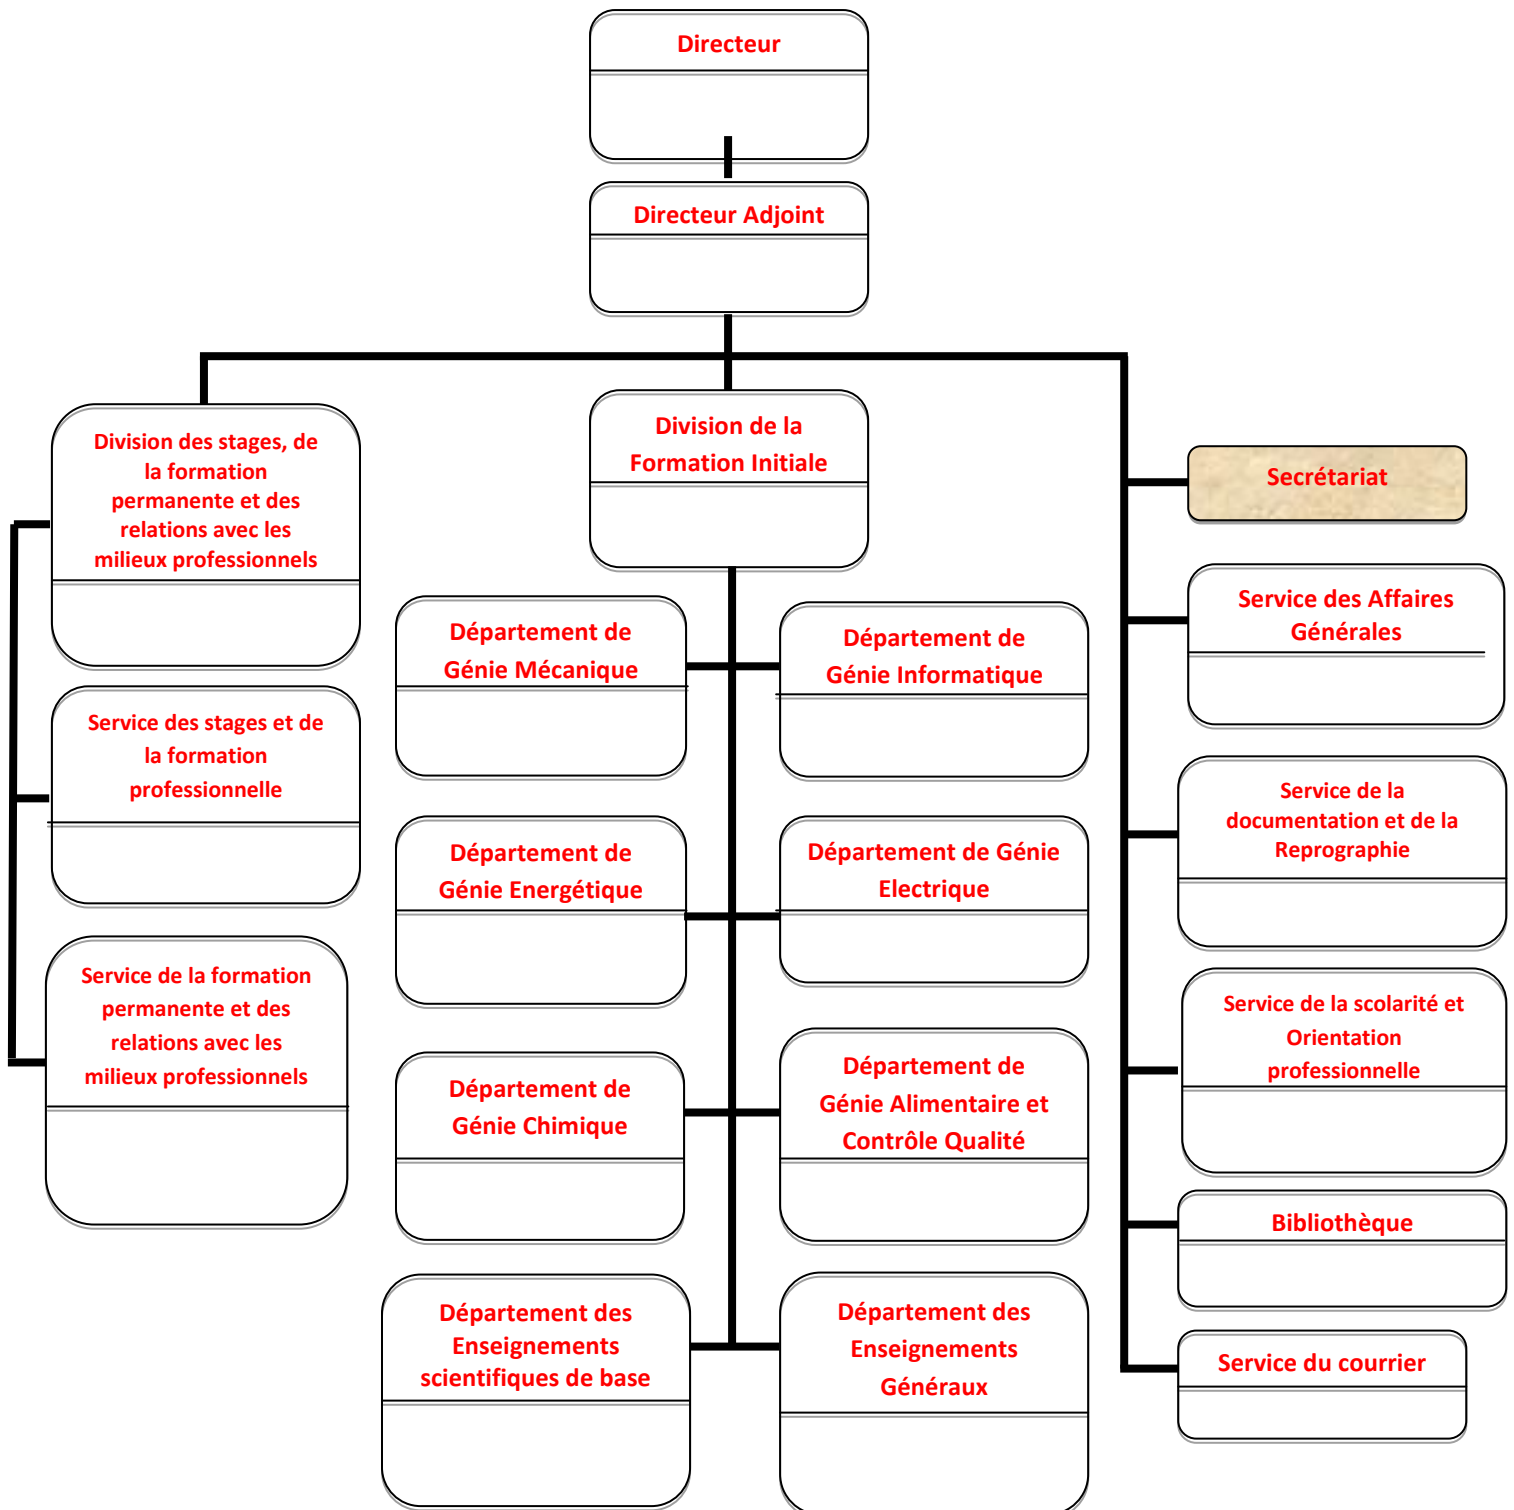 Directeur
Directeur Adjoint
Division des stages, de
la formation
permanente et des
relations avec les
milieux professionnels
Service des stages et de
la formation
professionnelle
Service de la formation
permanente et des
relations avec les
milieux professionnels
Division de la
Formation Initiale
Département de
Génie Mécanique
Département de
Génie Informatique
Département de
Génie Energétique
Département de Génie
Electrique
Département de
Génie Chimique
Département de
Génie Alimentaire et
Contrôle Qualité
Département des
Enseignements
scientifiques de base
Département des
Enseignements
Généraux
Secrétariat
Service des Affaires
Générales
Service de la
documentation et de la
Reprographie
Service de la scolarité et
Orientation
professionnelle
Bibliothèque
Service du courrier